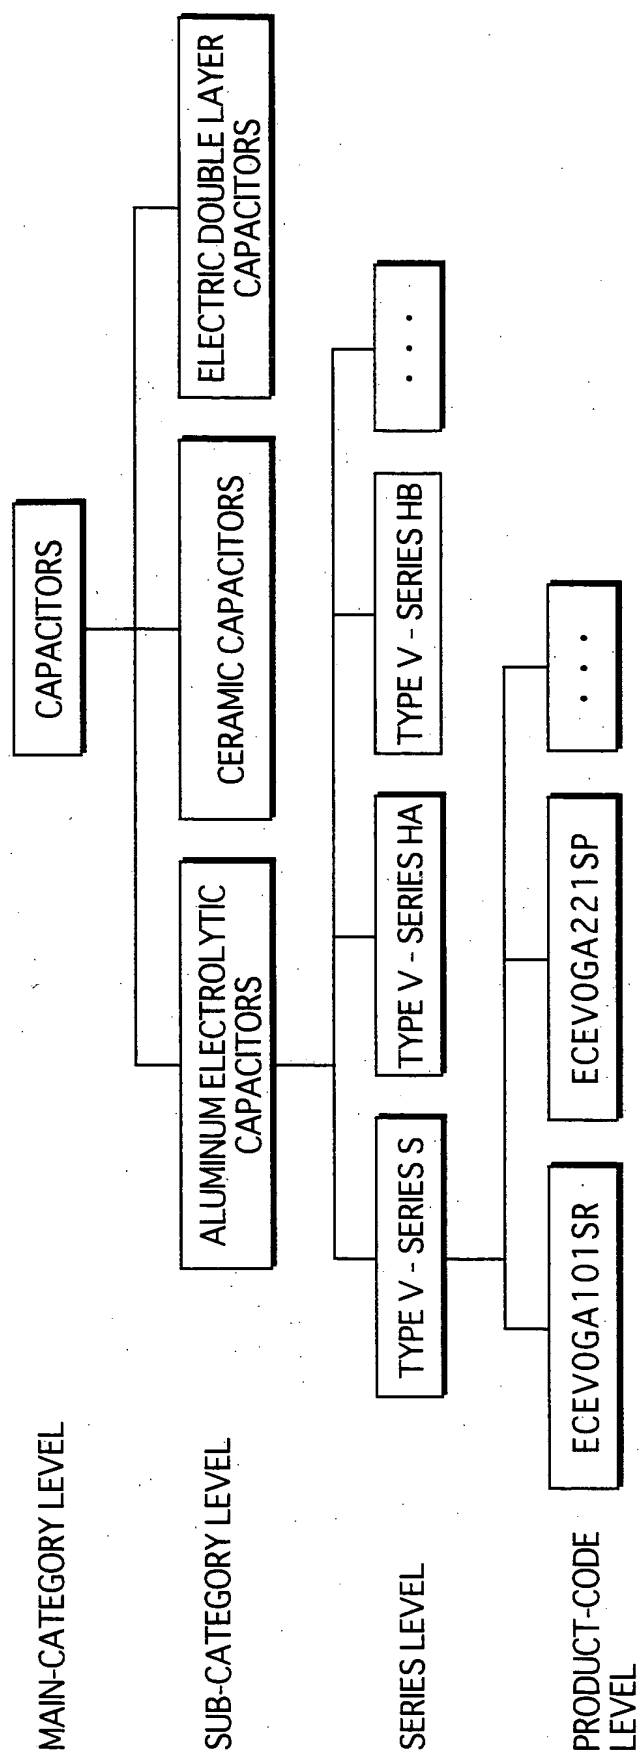 MAIN-CATEGORY LEVEL
CAPACITORS
SUB-CATEGORY LEVEL
ALUMINUM ELECTROLYTIC
CAPACITORS
CERAMIC CAPACITORS
ELECTRIC DOUBLE LAYER
CAPACITORS
SERIES LEVEL
TYPE V - SERIES S
TYPE V - SERIES HA
TYPE V - SERIES HB
. . .
PRODUCT-CODE
LEVEL
ECEV0GA101SR
ECEV0GA221SP
. . .